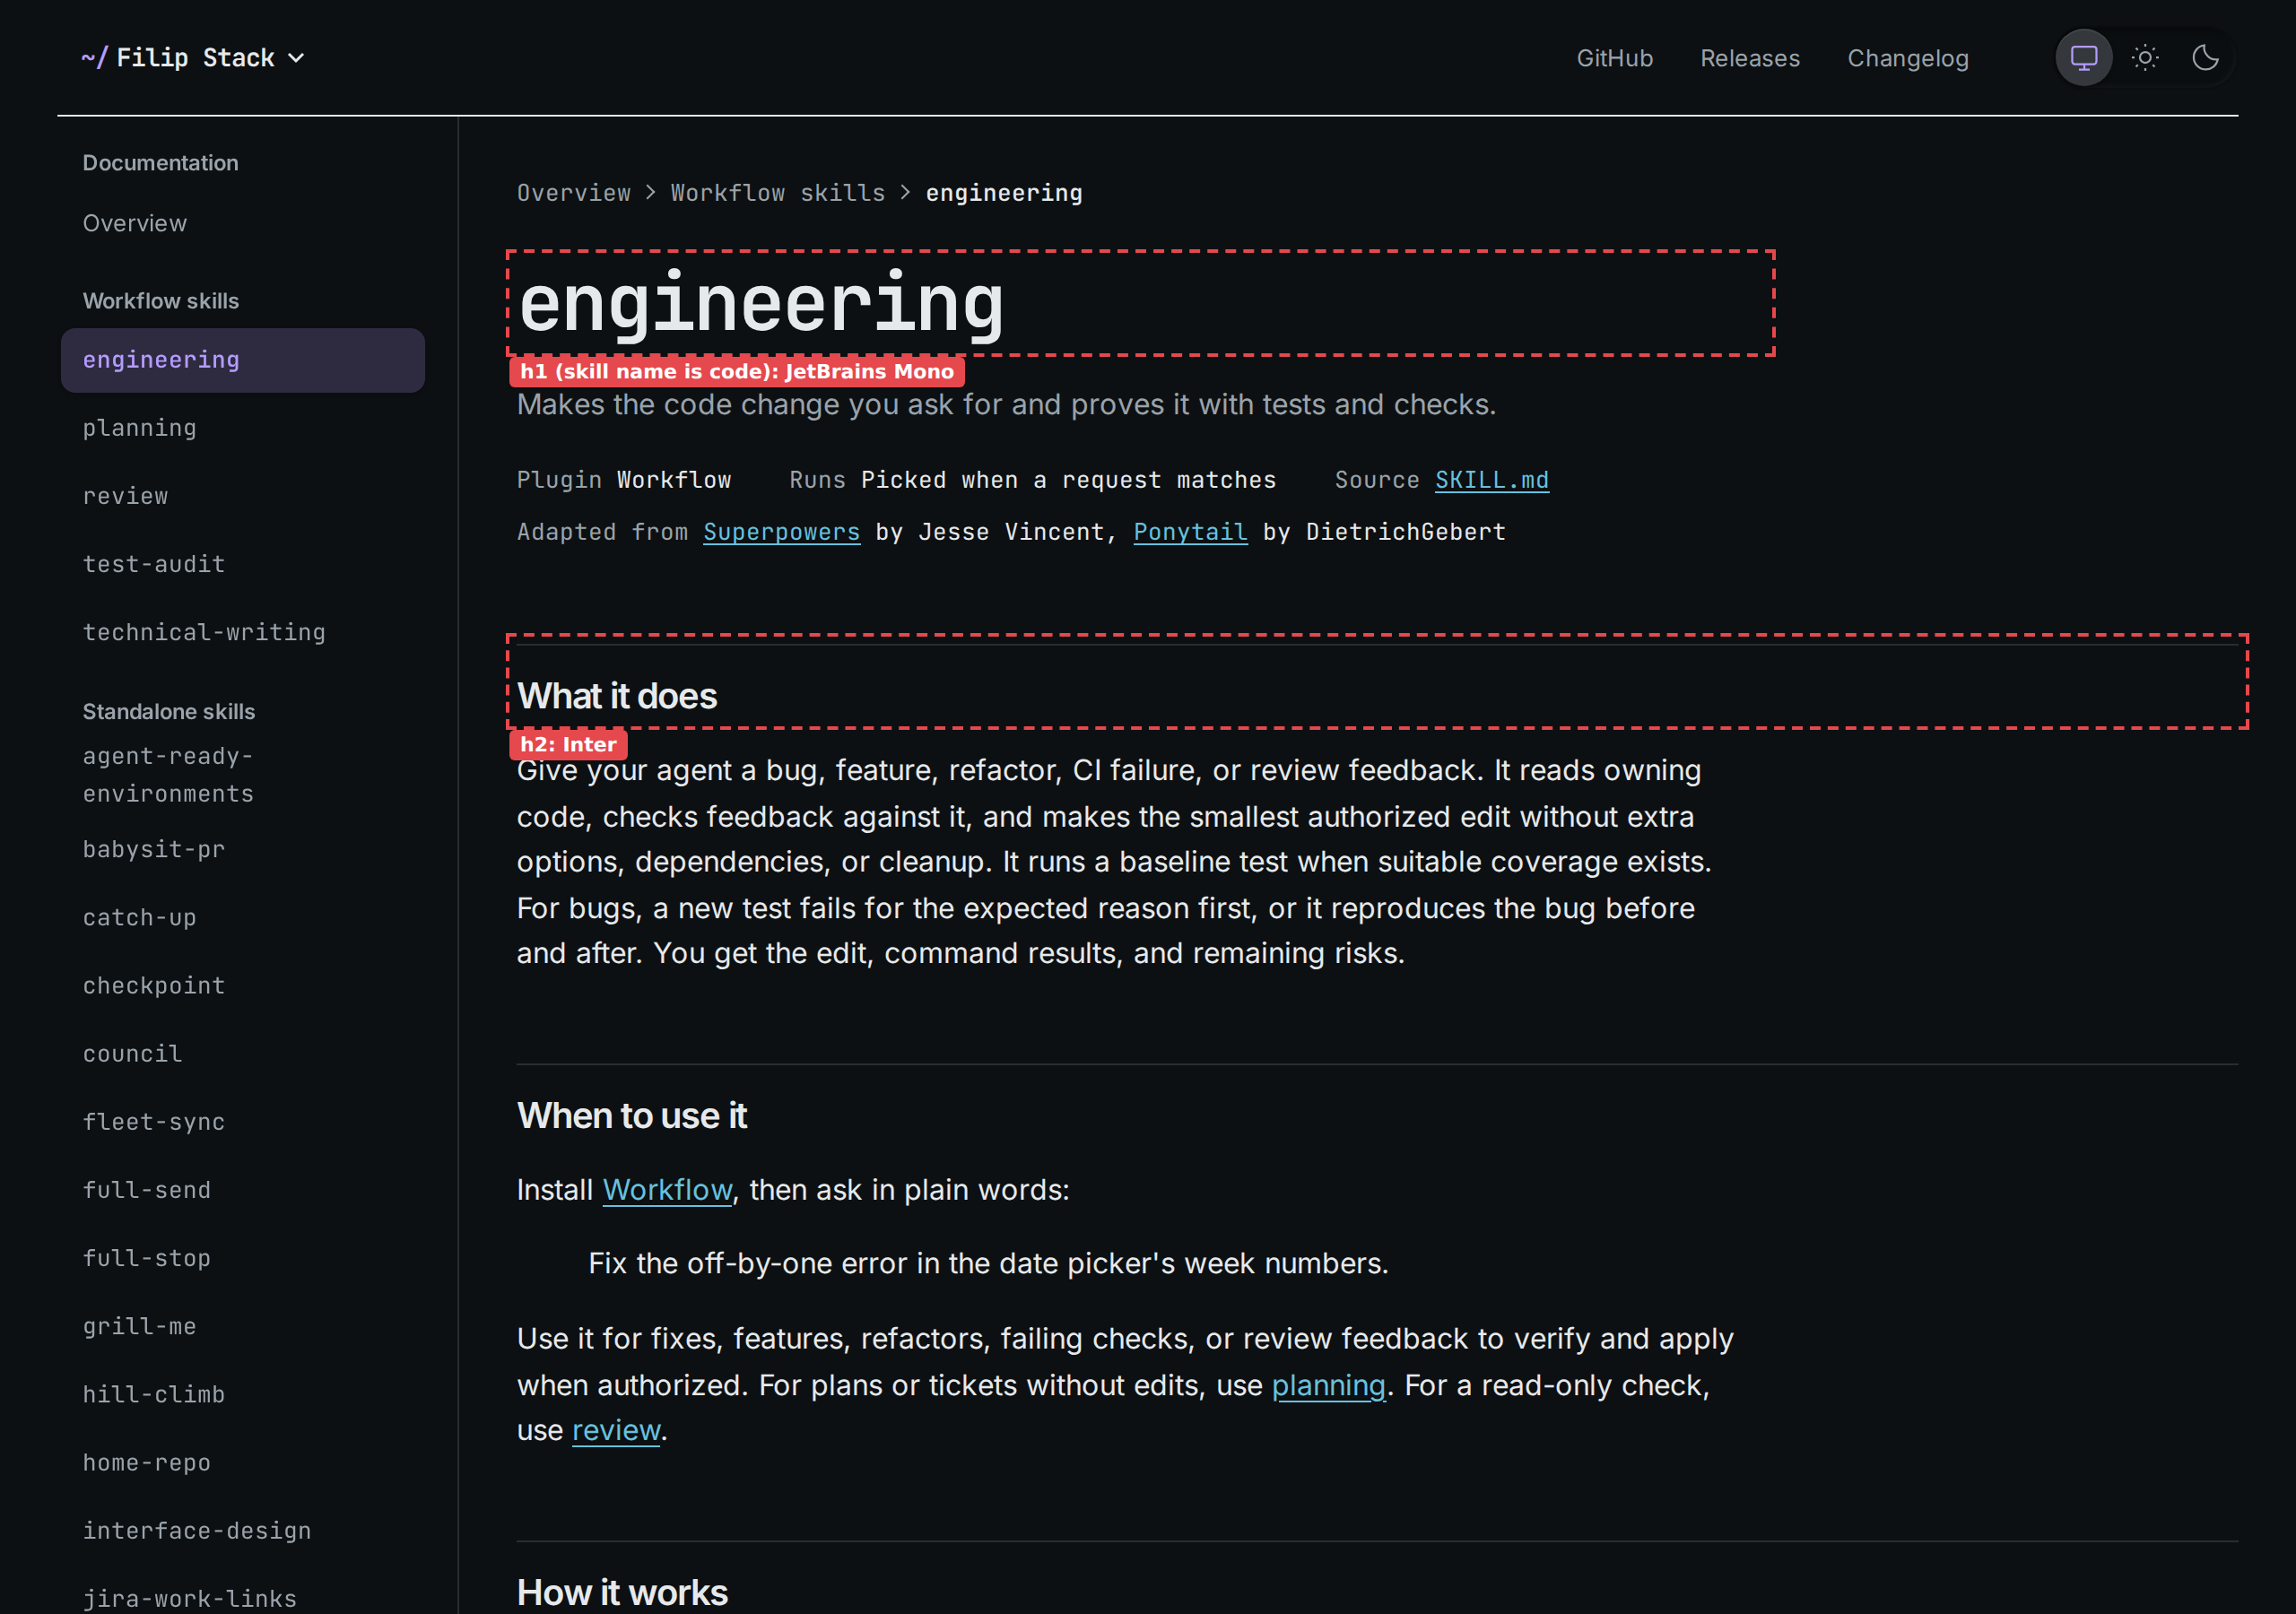 ~/ Filip Stack
GitHub
Releases
Changelog
Documentation
Overview
Workflow skills
engineering
planning
review
test-audit
technical-writing
Standalone skills
agent-ready-
environments
babysit-pr
catch-up
checkpoint
council
fleet-sync
full-send
full-stop
grill-me
hill-climb
home-repo
interface-design
jira-work-links
Overview > Workflow skills > engineering
engineering
h1 (skill name is code): JetBrains Mono
Makes the code change you ask for and proves it with tests and checks.
Plugin Workflow Runs Picked when a request matches Source SKILL.md
Adapted from Superpowers by Jesse Vincent, Ponytail by DietrichGebert
What it does
h2: Inter
Give your agent a bug, feature, refactor, CI failure, or review feedback. It reads owning
code, checks feedback against it, and makes the smallest authorized edit without extra
options, dependencies, or cleanup. It runs a baseline test when suitable coverage exists.
For bugs, a new test fails for the expected reason first, or it reproduces the bug before
and after. You get the edit, command results, and remaining risks.
When to use it
Install Workflow, then ask in plain words:
Fix the off-by-one error in the date picker's week numbers.
Use it for fixes, features, refactors, failing checks, or review feedback to verify and apply
when authorized. For plans or tickets without edits, use planning. For a read-only check,
use review.
How it works